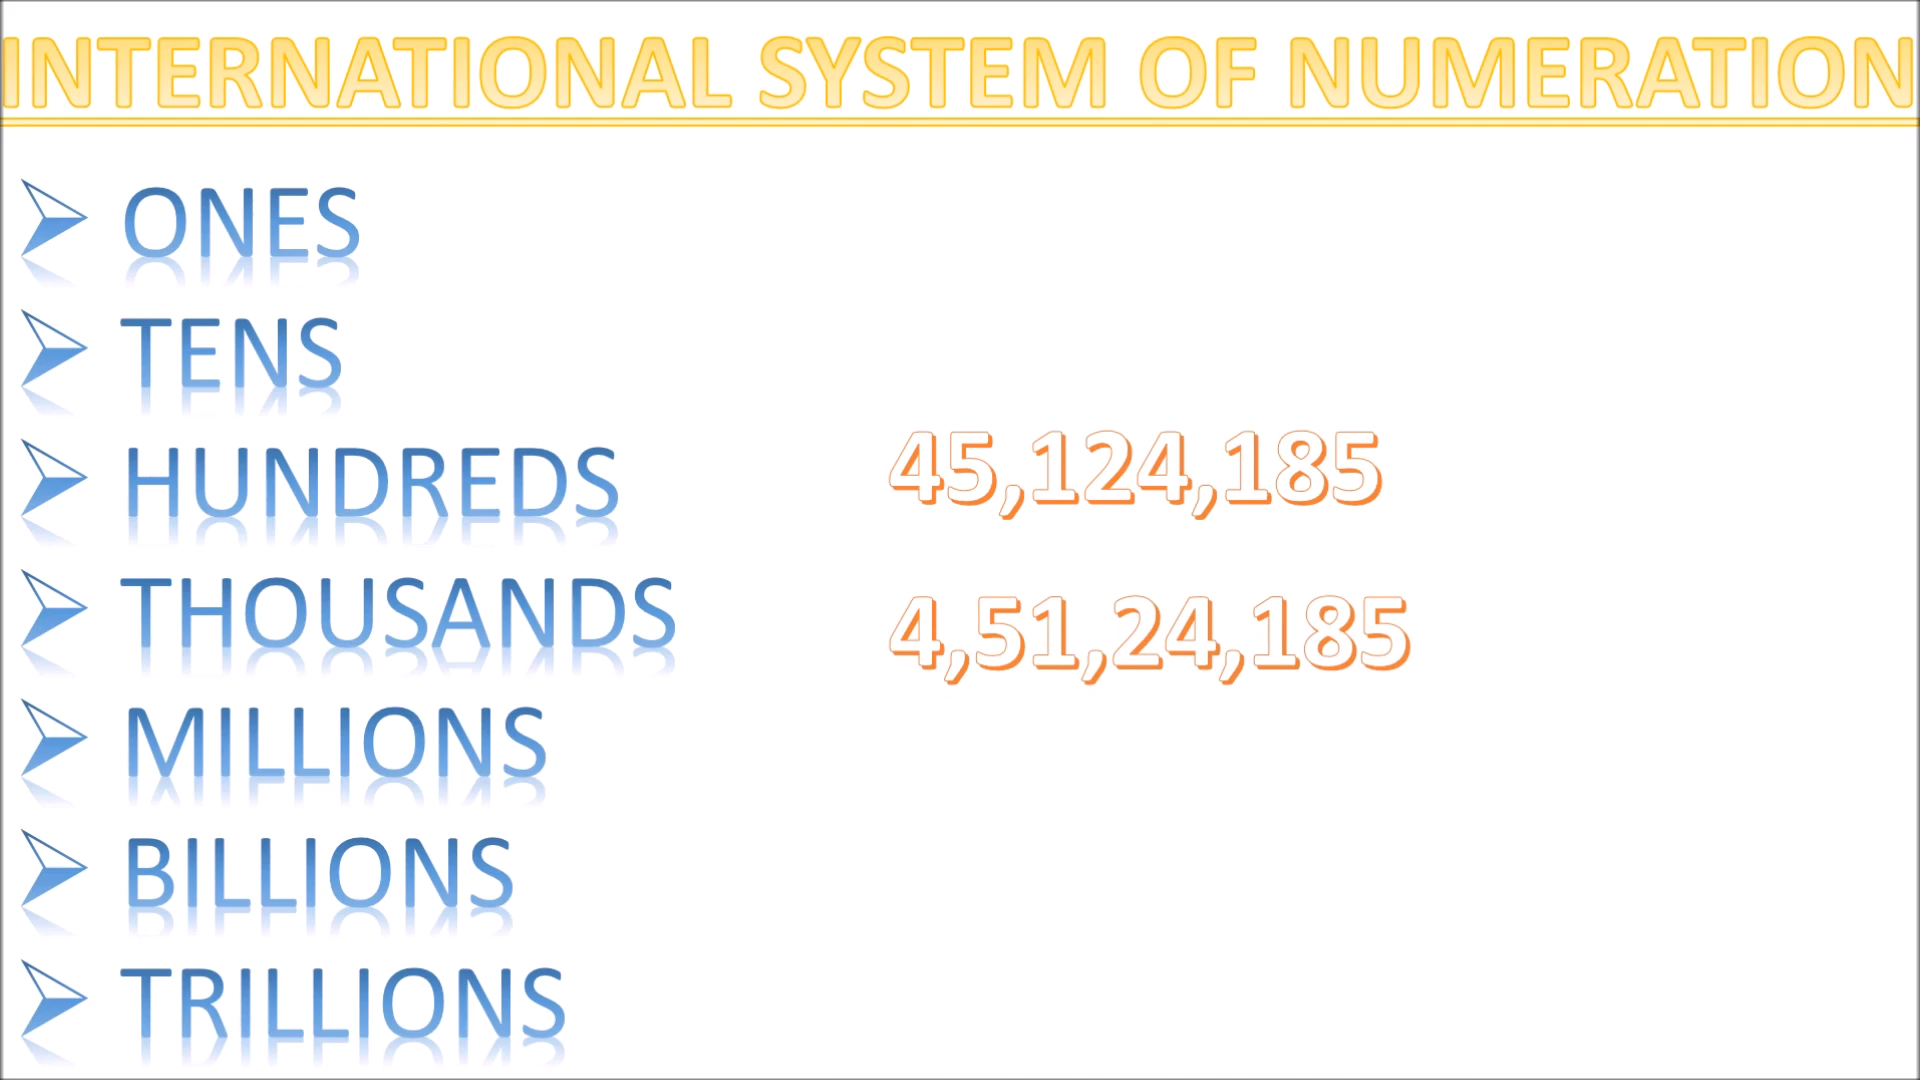 INTERNATIONAL SYSTEM OF NUMERATION
ONES
TENS
HUNDREDS
THOUSANDS
MILLIONS
BILLIONS
TRILLIONS
45,124,185
4,51,24,185